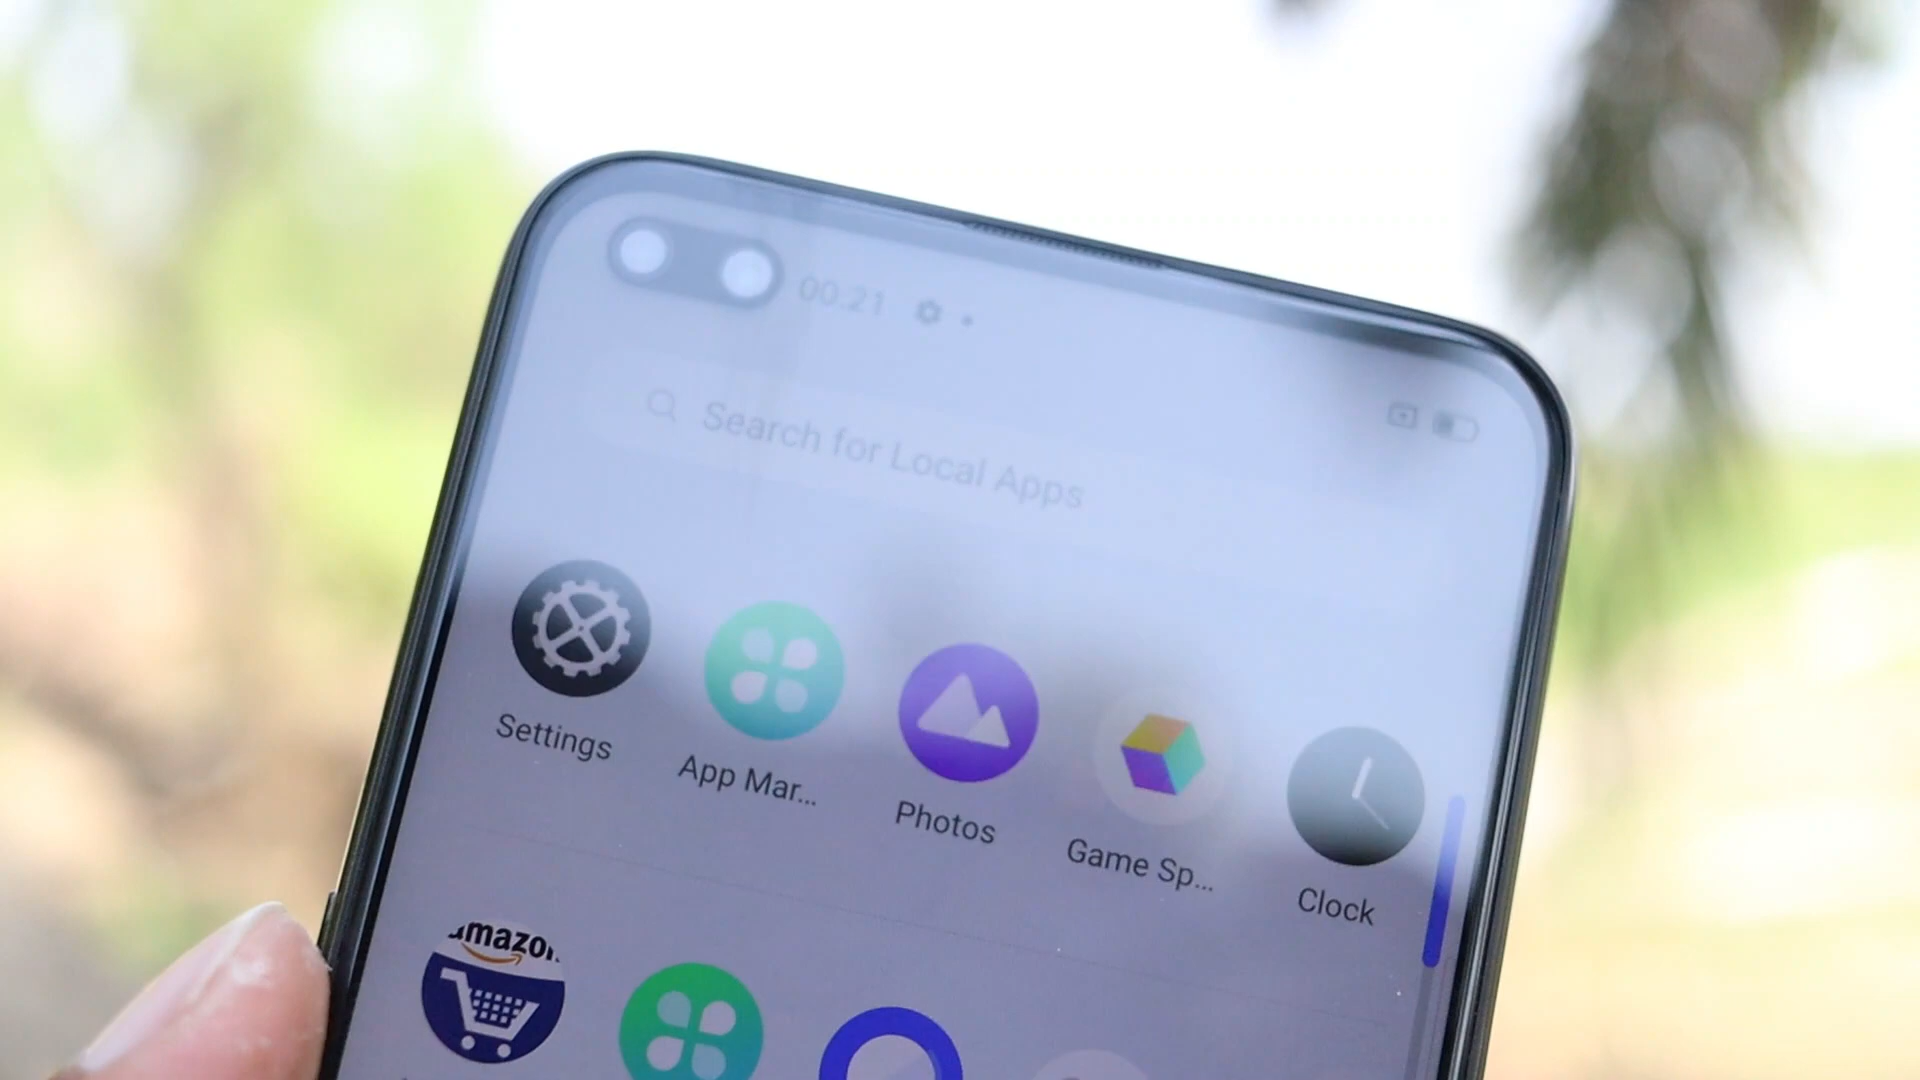 00:21
Search for Local Apps
Settings
App Mar...
Photos
Game Sp...
Clock
amazon